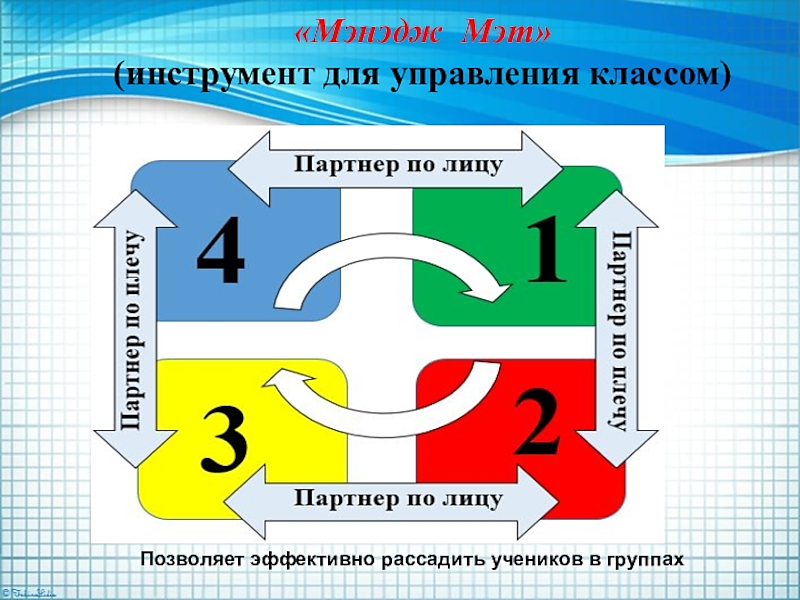 «Мэнэдж Мэт»
(инструмент для управления классом)
Партнер по лицу
4
1
Партнер по плечу
Партнер по плечу
3
2
Партнер по лицу
Позволяет эффективно рассадить учеников в группах